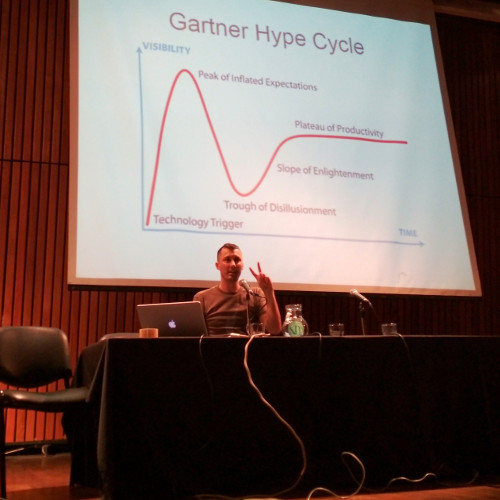 Gartner Hype Cycle
VISIBILITY
Peak of Inflated Expectations
Plateau of Productivity
Slope of Enlightenment
Trough of Disillusionment
Technology Trigger
TIME